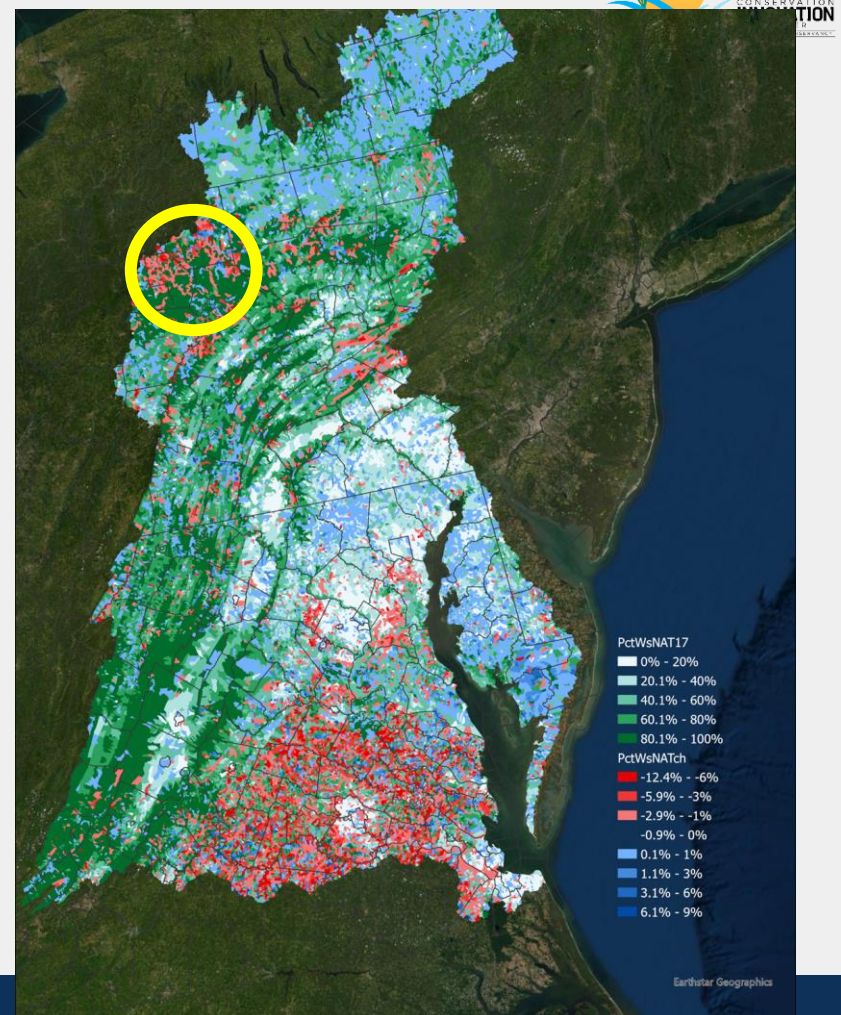 CONSERVATION
PctWsNAT17
0% - 20%
20.1% - 40%
40.1% - 60%
60.1% - 80%
80.1% - 100%
PctWsNATch
-12.4% - -6%
-5.9% - -3%
-2.9% - -1%
-0.9% - 0%
0.1% - 1%
1.1% - 3%
3.1% - 6%
6.1% - 9%
Earthstar Geographics